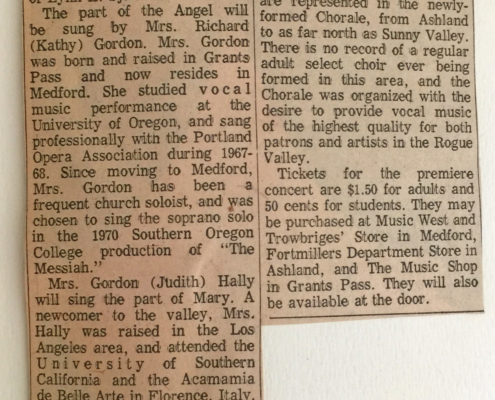 The part of the Angel will
be sung by Mrs. Richard
(Kathy) Gordon. Mrs. Gordon
was born and raised in Grants
Pass and now resides in
Medford. She studied vocal
music performance at the
University of Oregon, and sang
professionally with the Portland
Opera Association during 1967-
68. Since moving to Medford,
Mrs. Gordon has been a
frequent church soloist, and was
chosen to sing the soprano solo
in the 1970 Southern Oregon
College production of "The
Messiah."
Mrs. Gordon (Judith) Hally
will sing the part of Mary. A
newcomer to the valley, Mrs.
Hally was raised in the Los
Angeles area, and attended the
University of Southern
California and the Acamamia
de Belle Arte in Florence, Italy.
are represented in the newly-
formed Chorale, from Ashland
to as far north as Sunny Valley.
There is no record of a regular
adult select choir ever being
formed in this area, and the
Chorale was organized with the
desire to provide vocal music
of the highest quality for both
patrons and artists in the Rogue
Valley.
Tickets for the premiere
concert are $1.50 for adults and
50 cents for students. They may
be purchased at Music West and
Trowbriges' Store in Medford,
Fortmillers Department Store in
Ashland, and The Music Shop
in Grants Pass. They will also
be available at the door.